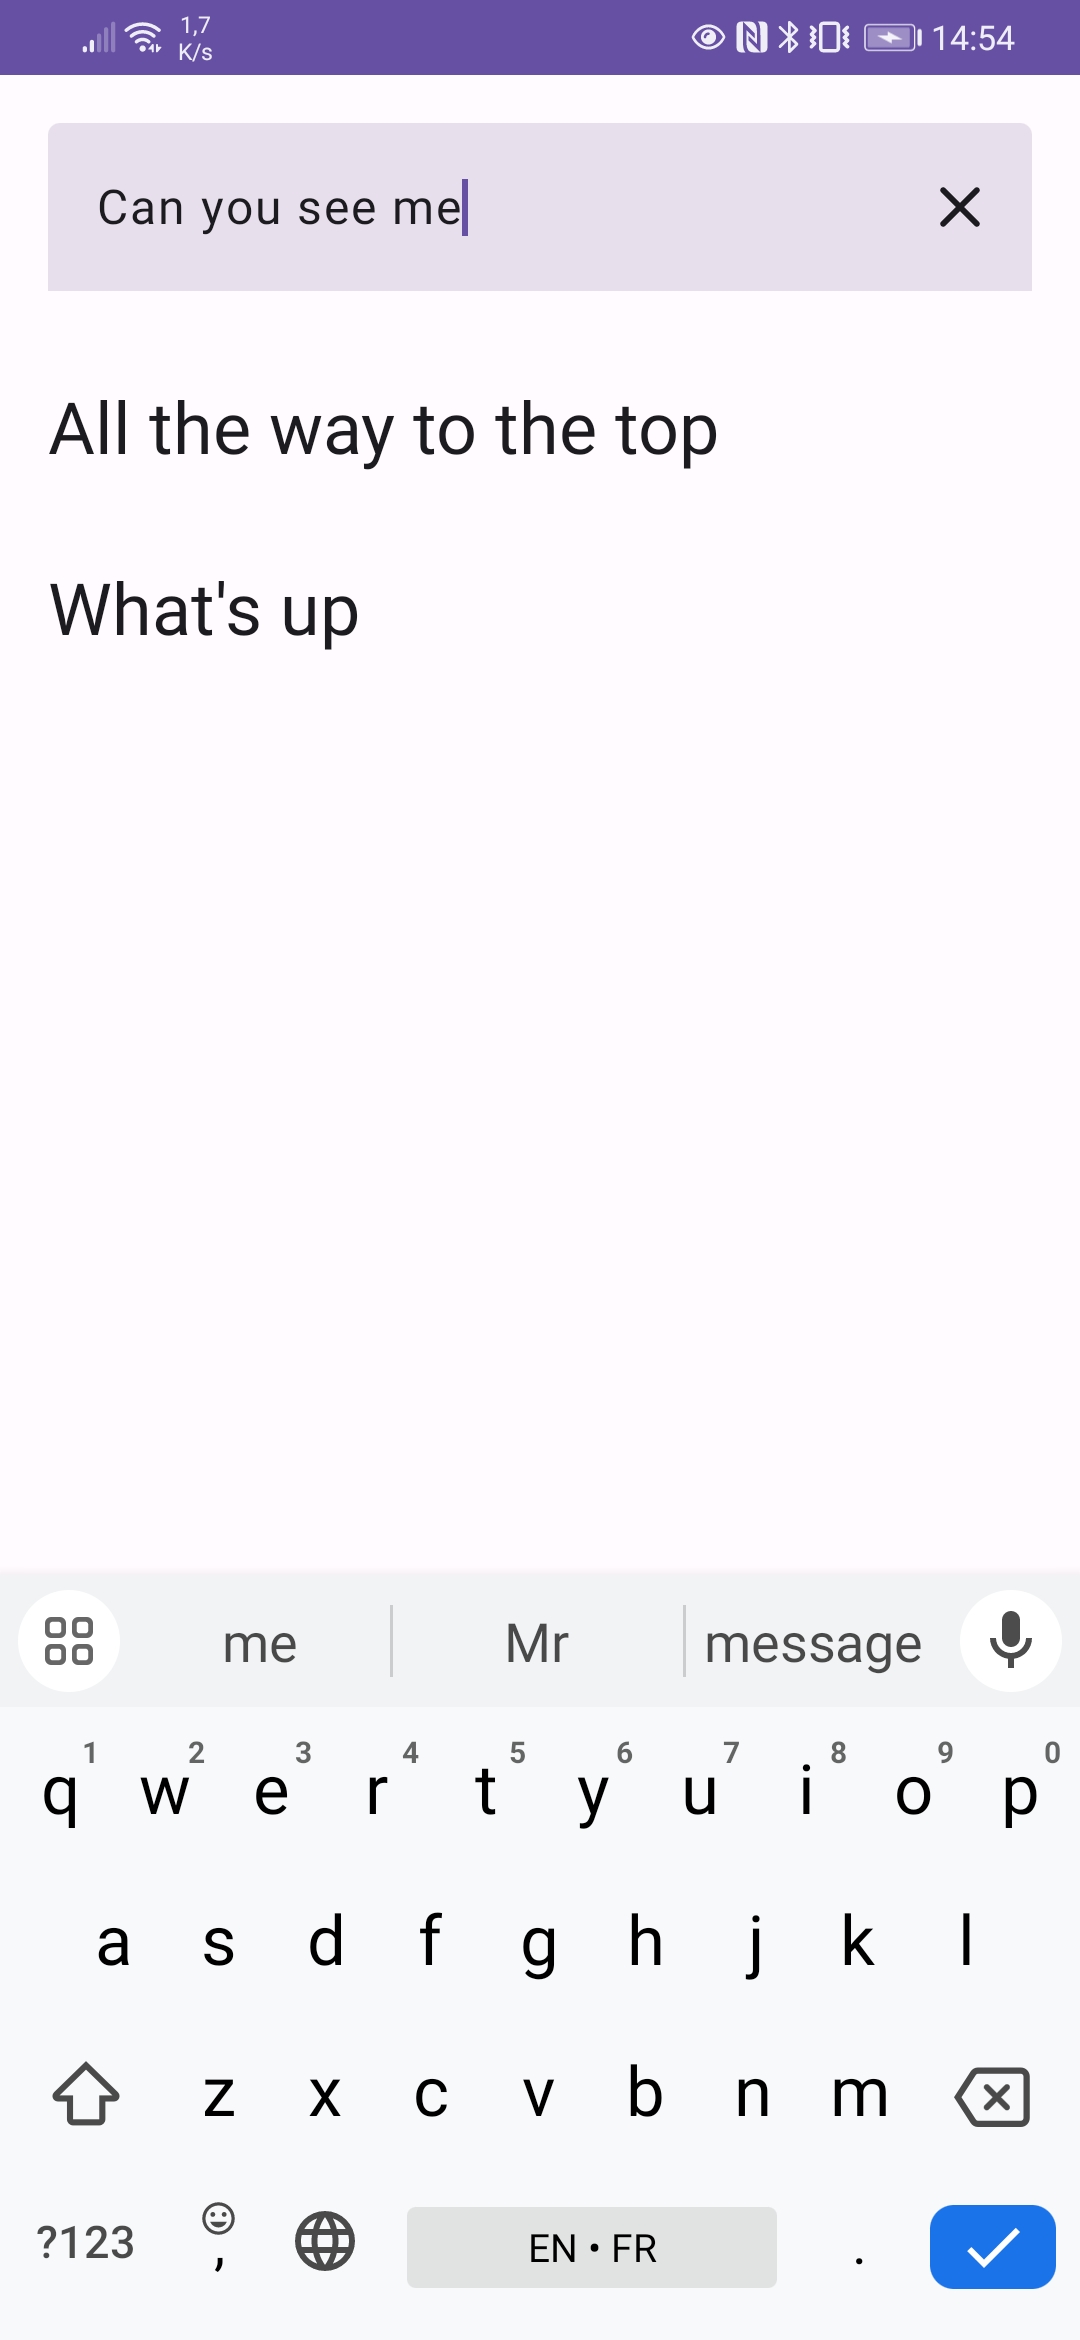 1,7
K/s
14:54
Can you see me
All the way to the top
What's up
me Mr message
1 2 3 4 5 6 7 8 9 0
q w e r t y u i o p
a s d f g h j k l
z x c v b n m
?123 , EN • FR .